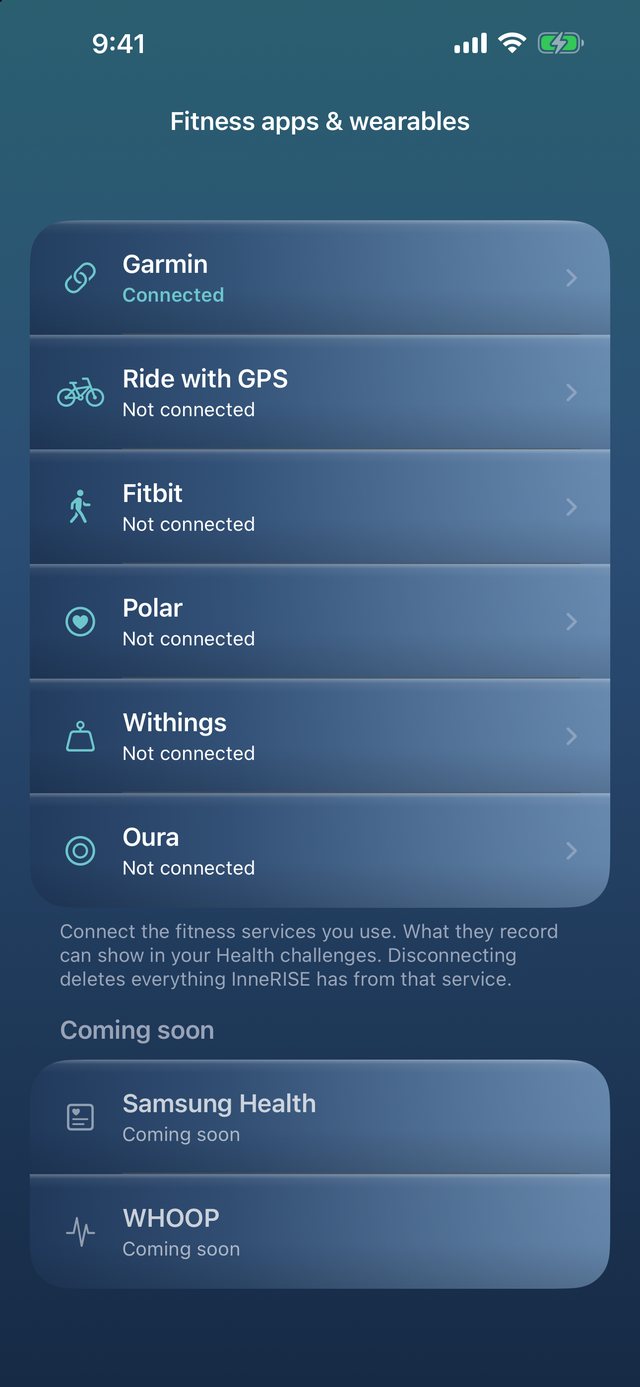 9:41
Fitness apps & wearables
Garmin
Connected
Ride with GPS
Not connected
Fitbit
Not connected
Polar
Not connected
Withings
Not connected
Oura
Not connected
Connect the fitness services you use. What they record
can show in your Health challenges. Disconnecting
deletes everything InneRISE has from that service.
Coming soon
Samsung Health
Coming soon
WHOOP
Coming soon